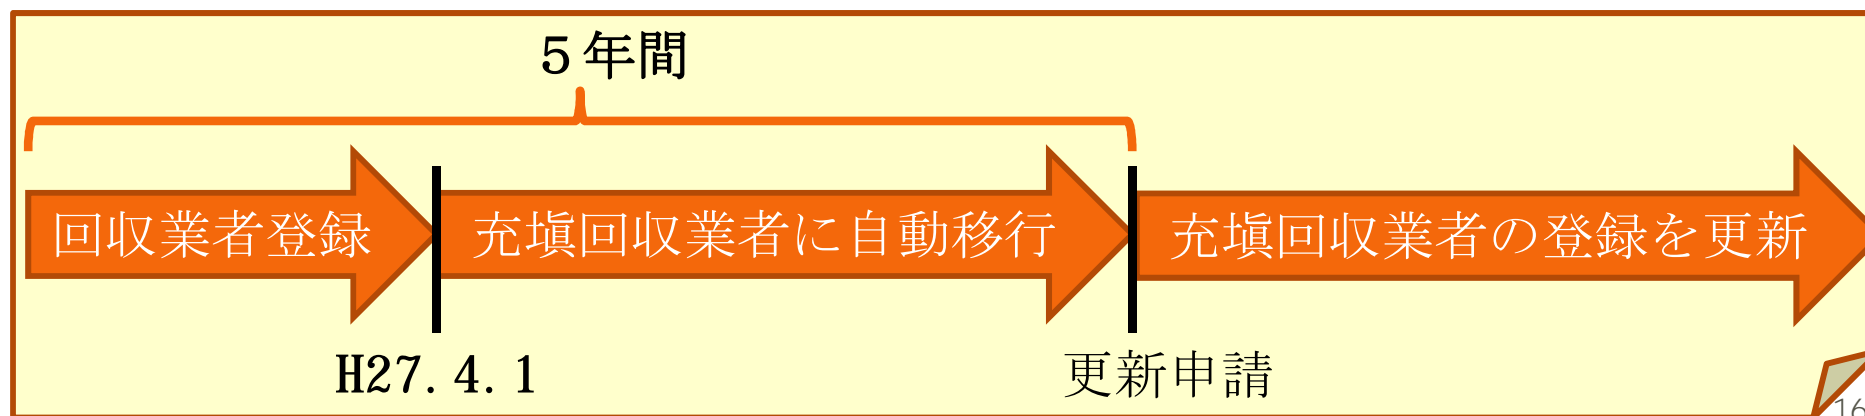 ５年間
回収業者登録
充塡回収業者に自動移行
充塡回収業者の登録を更新
H27.4.1
更新申請
16